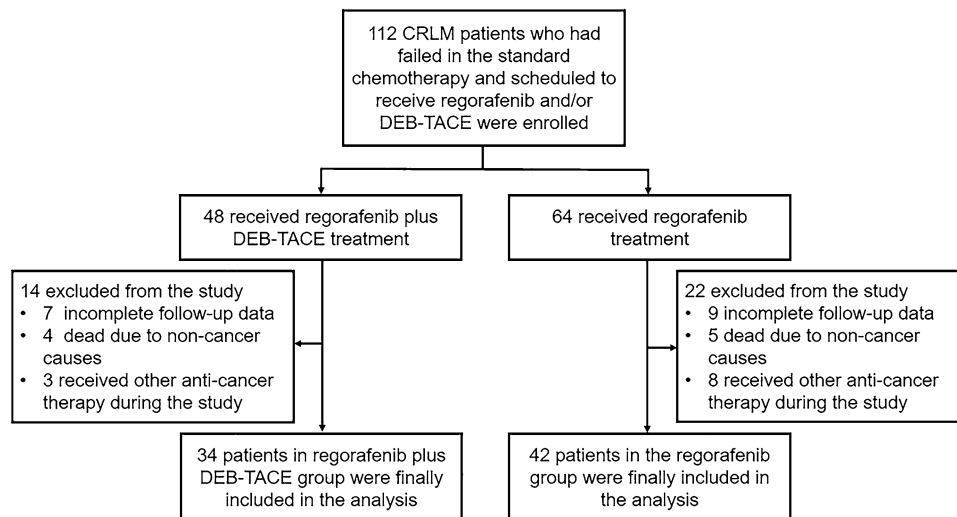 112 CRLM patients who had
failed in the standard
chemotherapy and scheduled to
receive regorafenib and/or
DEB-TACE were enrolled
48 received regorafenib plus
DEB-TACE treatment
64 received regorafenib
treatment
14 excluded from the study
• 7 incomplete follow-up data
• 4 dead due to non-cancer
causes
• 3 received other anti-cancer
therapy during the study
22 excluded from the study
• 9 incomplete follow-up data
• 5 dead due to non-cancer
causes
• 8 received other anti-cancer
therapy during the study
34 patients in regorafenib plus
DEB-TACE group were finally
included in the analysis
42 patients in the regorafenib
group were finally included in
the analysis